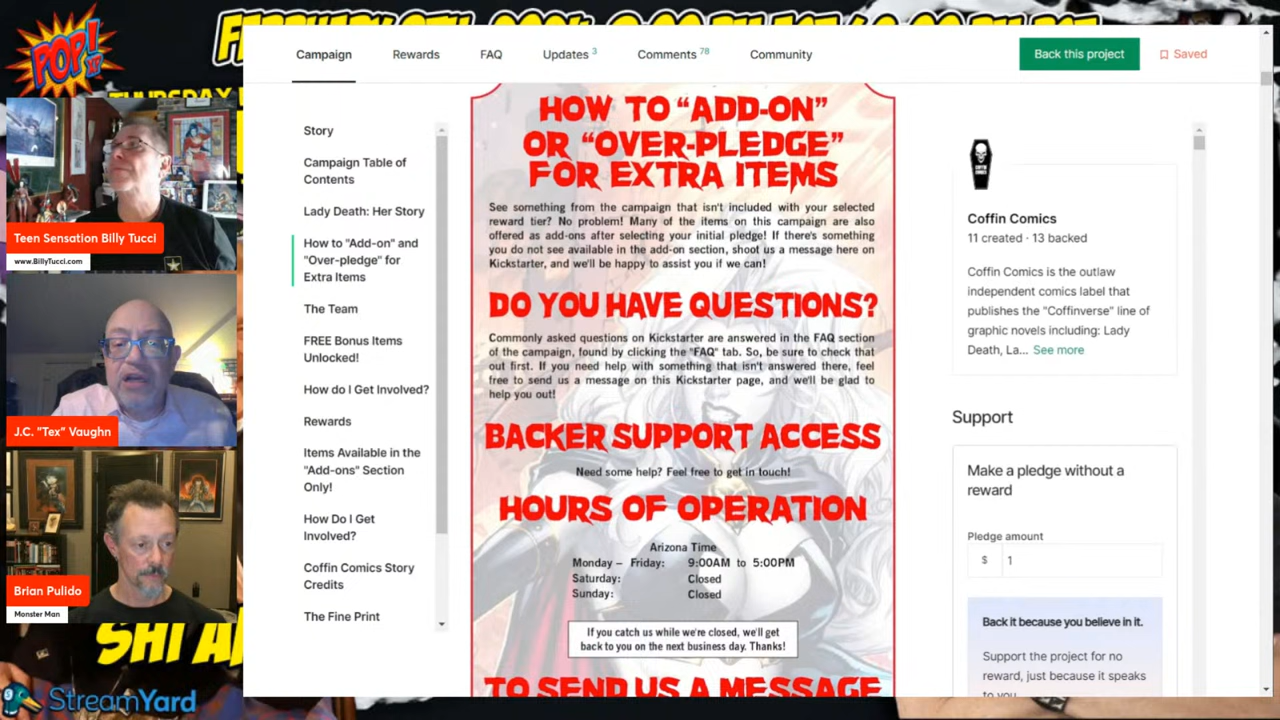 POP!
XP
THURSDAY
Teen Sensation Billy Tucci
www.BillyTucci.com
J.C. "Tex" Vaughn
Brian Pulido
Monster Man
SHI A
StreamYard
Campaign
Rewards
FAQ
Updates 3
Comments 78
Community
Back this project
Saved
Story
Campaign Table of
Contents
Lady Death: Her Story
How to "Add-on" and
"Over-pledge" for
Extra Items
The Team
FREE Bonus Items
Unlocked!
How do I Get Involved?
Rewards
Items Available in the
"Add-ons" Section
Only!
How Do I Get
Involved?
Coffin Comics Story
Credits
The Fine Print
HOW TO "ADD-ON"
OR "OVER-PLEDGE"
FOR EXTRA ITEMS
See something from the campaign that isn't included with your selected
reward tier? No problem! Many of the items on this campaign are also
offered as add-ons after selecting your initial pledge! If there's something
you do not see available in the add-on section, shoot us a message here on
Kickstarter, and we'll be happy to assist you if we can!
DO YOU HAVE QUESTIONS?
Commonly asked questions on Kickstarter are answered in the FAQ section
of the campaign, found by clicking the "FAQ" tab. So, be sure to check that
out first. If you need help with something that isn't answered there, feel
free to send us a message on this Kickstarter page, and we'll be glad to
help you out!
BACKER SUPPORT ACCESS
Need some help? Feel free to get in touch!
HOURS OF OPERATION
Arizona Time
Monday – Friday: 9:00AM to 5:00PM
Saturday: Closed
Sunday: Closed
If you catch us while we're closed, we'll get
back to you on the next business day. Thanks!
TO SEND US A MESSAGE
COFFIN
COMICS
Coffin Comics
11 created · 13 backed
Coffin Comics is the outlaw
independent comics label that
publishes the "Coffinverse" line of
graphic novels including: Lady
Death, La... See more
Support
Make a pledge without a
reward
Pledge amount
$ 1
Back it because you believe in it.
Support the project for no
reward, just because it speaks
to you.